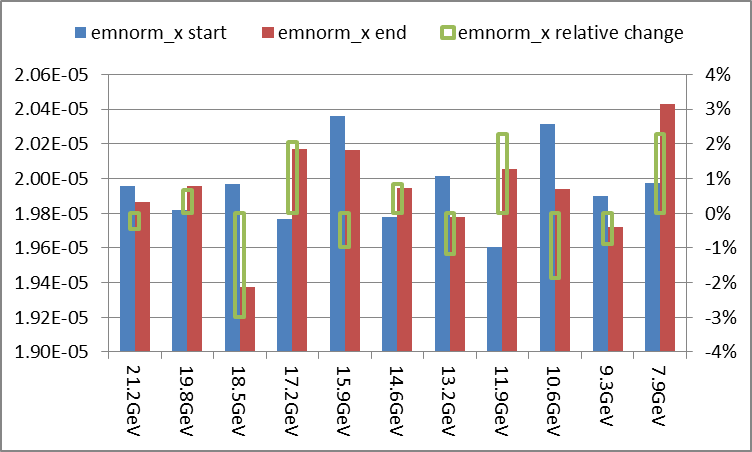 emnorm_x start emnorm_x end emnorm_x relative change
2.06E-05 4%
2.04E-05 3%
2.02E-05 2%
2.00E-05 1%
1.98E-05 0%
1.96E-05 -1%
1.94E-05 -2%
1.92E-05 -3%
1.90E-05 -4%
21.2GeV
19.8GeV
18.5GeV
17.2GeV
15.9GeV
14.6GeV
13.2GeV
11.9GeV
10.6GeV
9.3GeV
7.9GeV